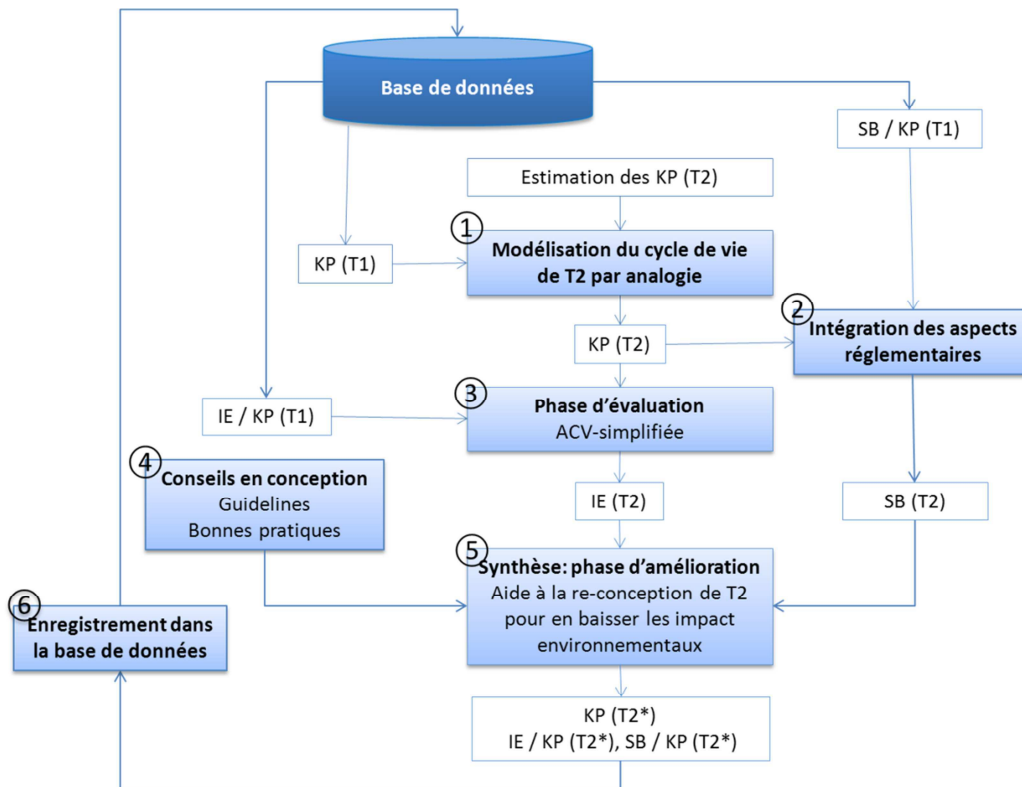 Base de données
SB / KP (T1)
Estimation des KP (T2)
1
Modélisation du cycle de vie
de T2 par analogie
KP (T1)
2
Intégration des aspects
réglementaires
KP (T2)
3
Phase d’évaluation
ACV-simplifiée
IE / KP (T1)
4
Conseils en conception
Guidelines
Bonnes pratiques
IE (T2)
SB (T2)
5
Synthèse: phase d’amélioration
Aide à la re-conception de T2
pour en baisser les impact
environnementaux
6
Enregistrement dans
la base de données
KP (T2*)
IE / KP (T2*), SB / KP (T2*)